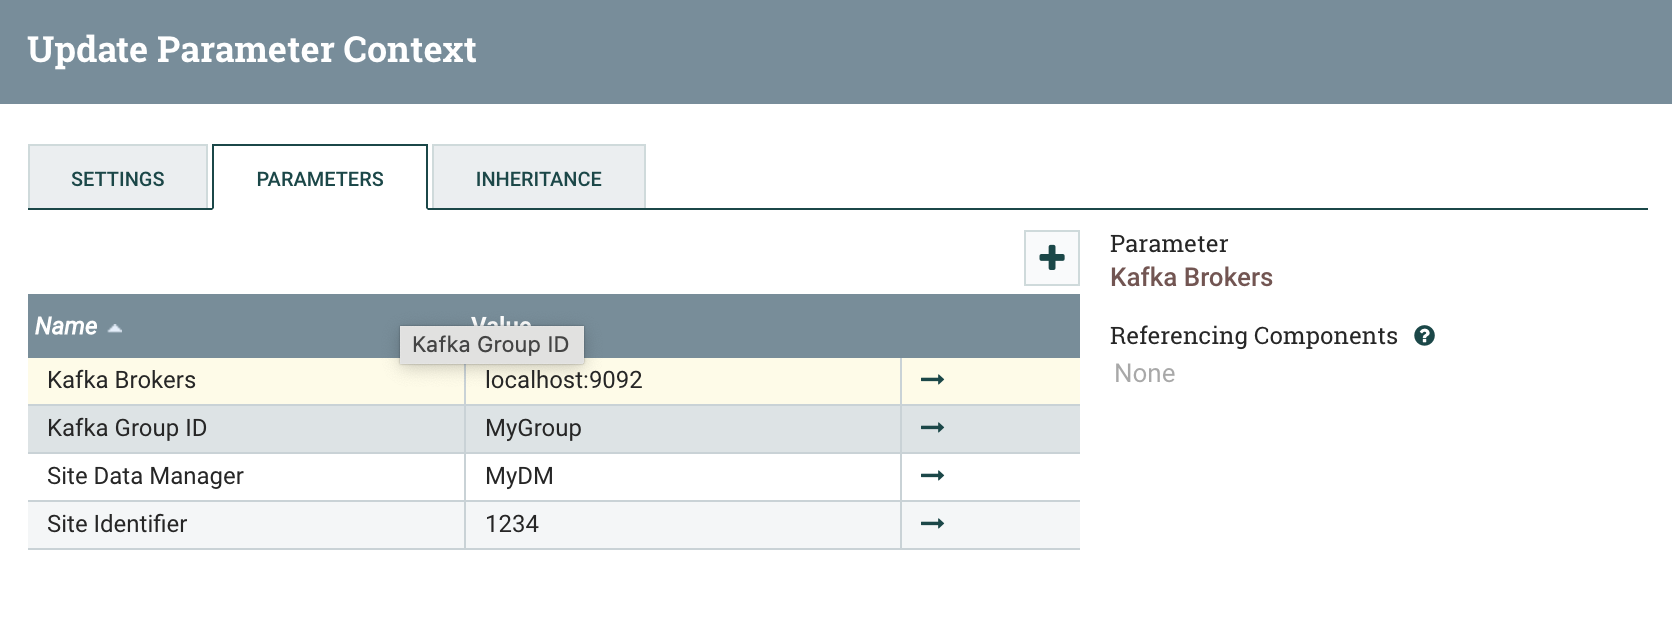 Update Parameter Context
SETTINGS PARAMETERS INHERITANCE
Parameter
Kafka Brokers
Referencing Components ?
None
Name Value
Kafka Group ID
Kafka Brokers localhost:9092
Kafka Group ID MyGroup
Site Data Manager MyDM
Site Identifier 1234